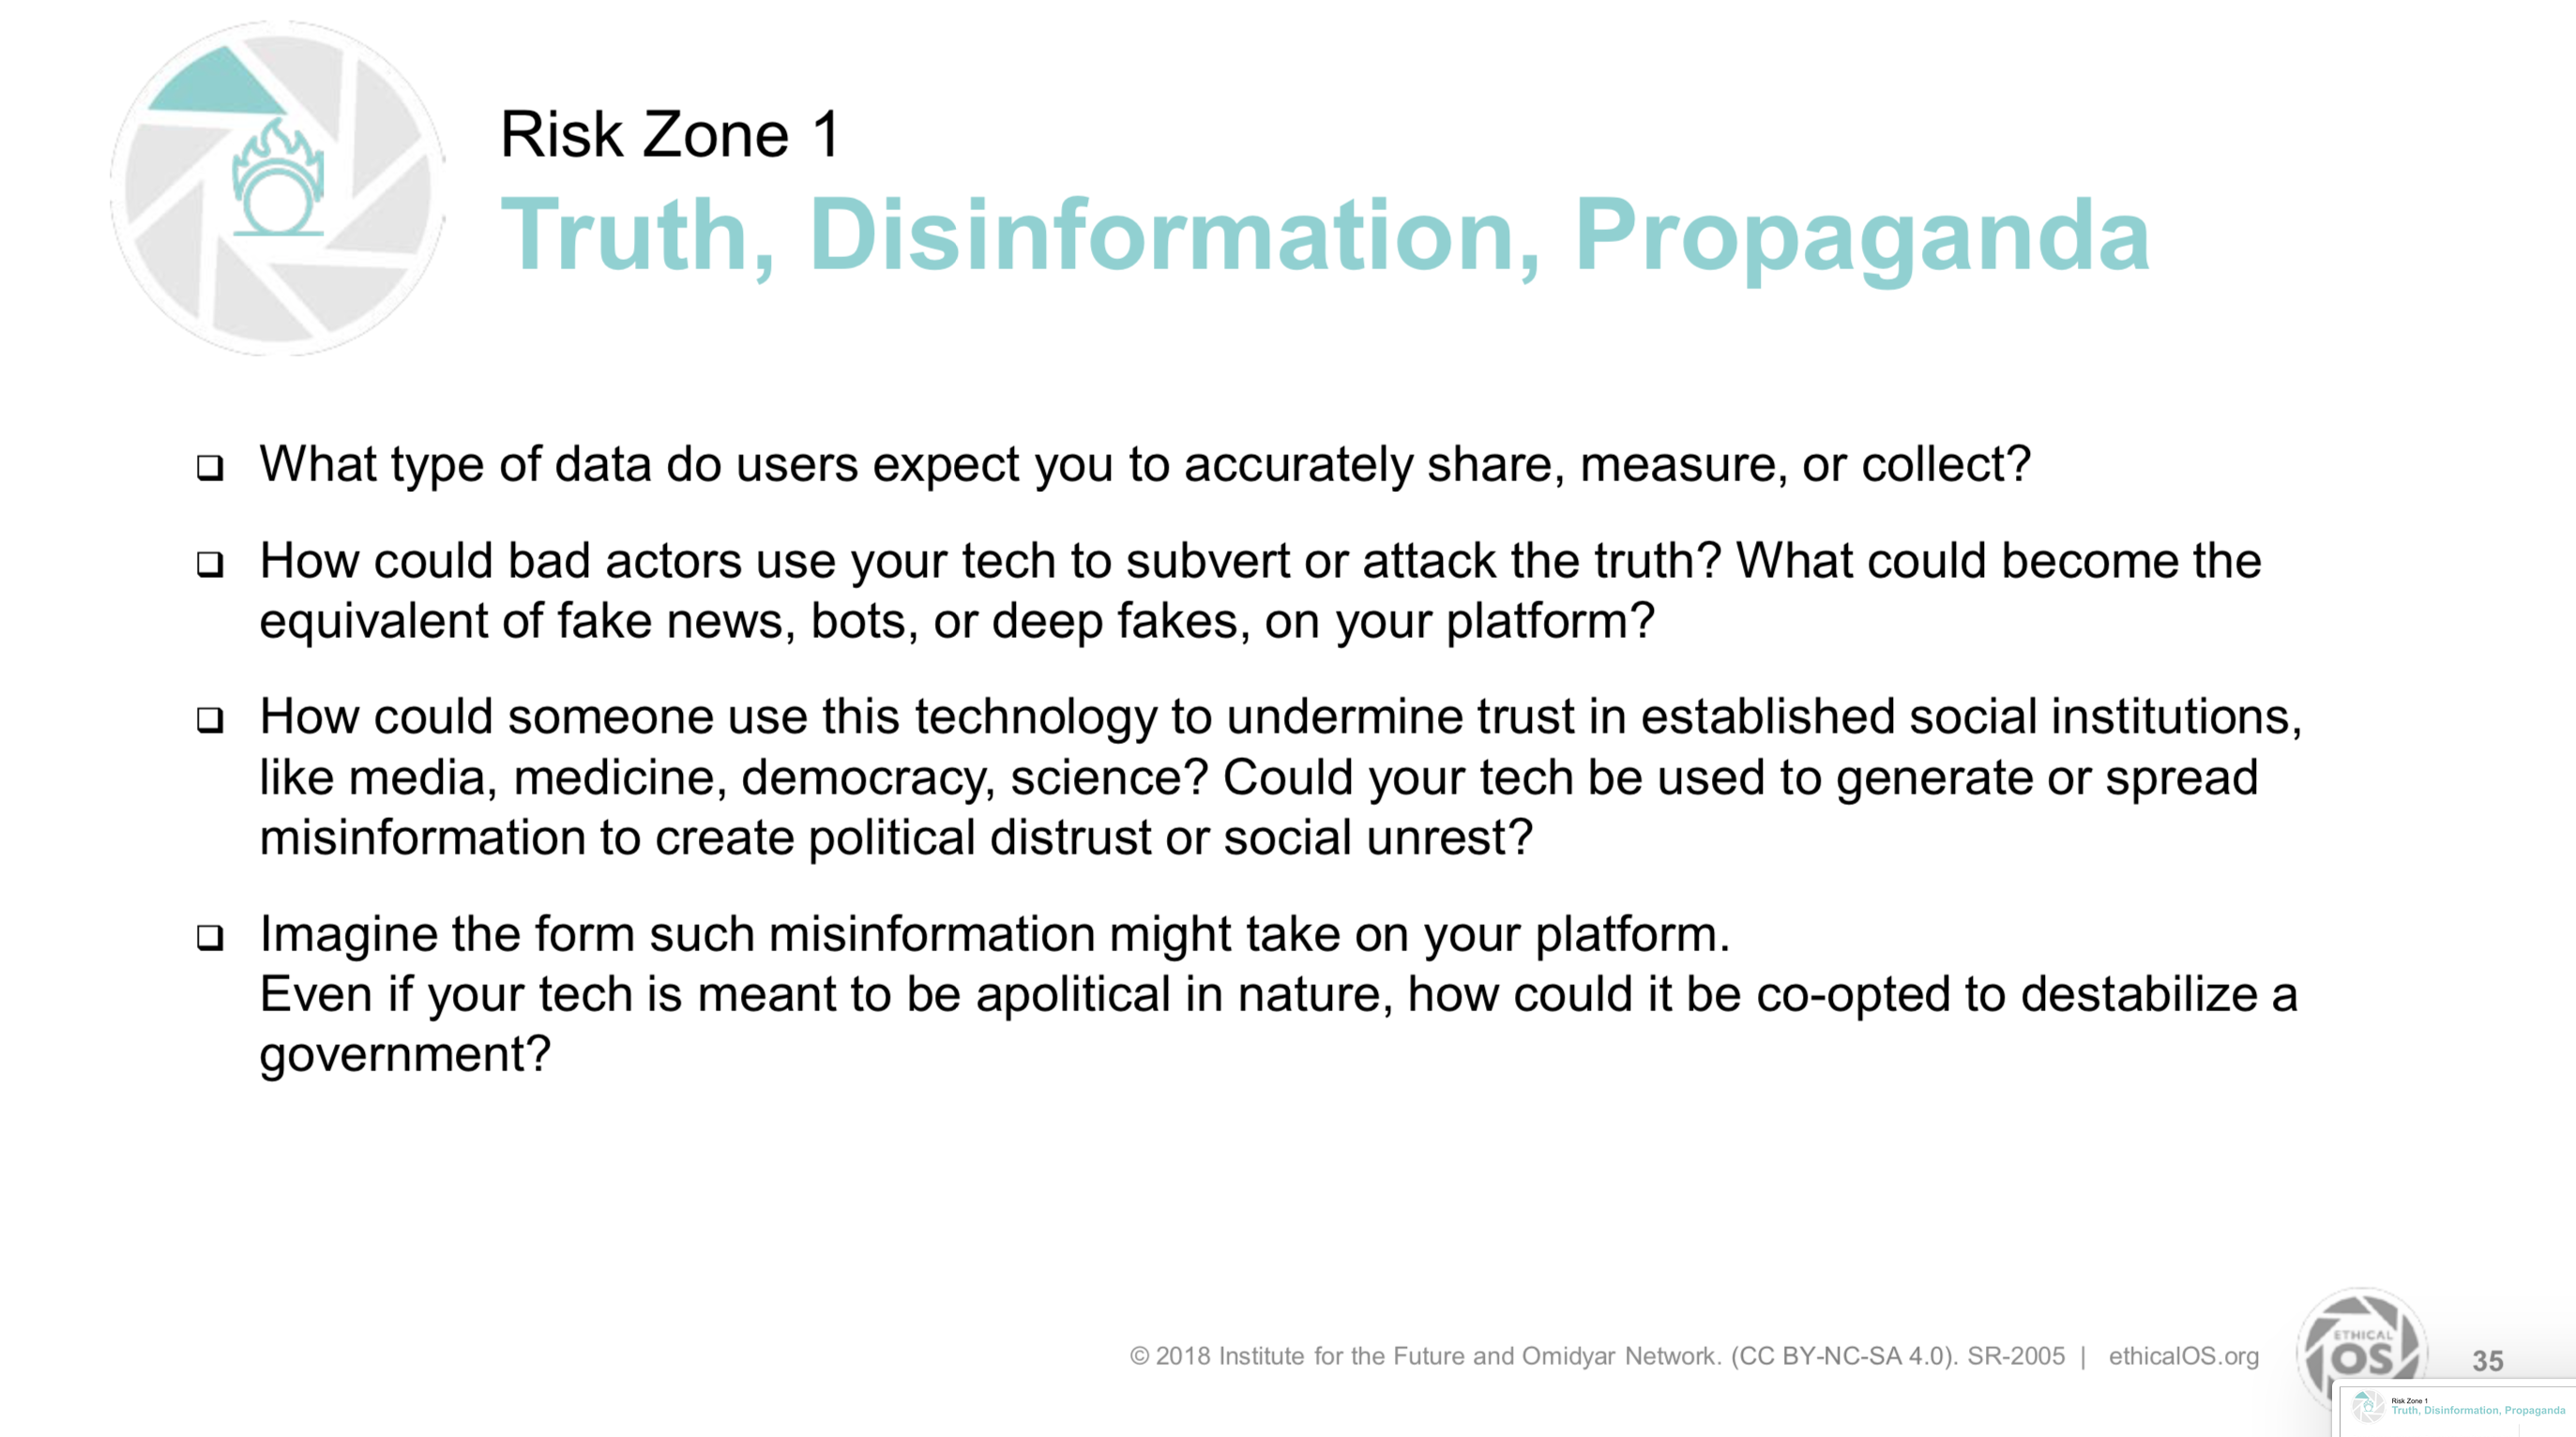 Risk Zone 1
Truth, Disinformation, Propaganda
❑ What type of data do users expect you to accurately share, measure, or collect?
❑ How could bad actors use your tech to subvert or attack the truth? What could become the
equivalent of fake news, bots, or deep fakes, on your platform?
❑ How could someone use this technology to undermine trust in established social institutions,
like media, medicine, democracy, science? Could your tech be used to generate or spread
misinformation to create political distrust or social unrest?
❑ Imagine the form such misinformation might take on your platform.
Even if your tech is meant to be apolitical in nature, how could it be co-opted to destabilize a
government?
© 2018 Institute for the Future and Omidyar Network. (CC BY-NC-SA 4.0). SR-2005 | ethicalOS.org
ETHICAL
OS
35
Risk Zone 1
Truth, Disinformation, Propaganda